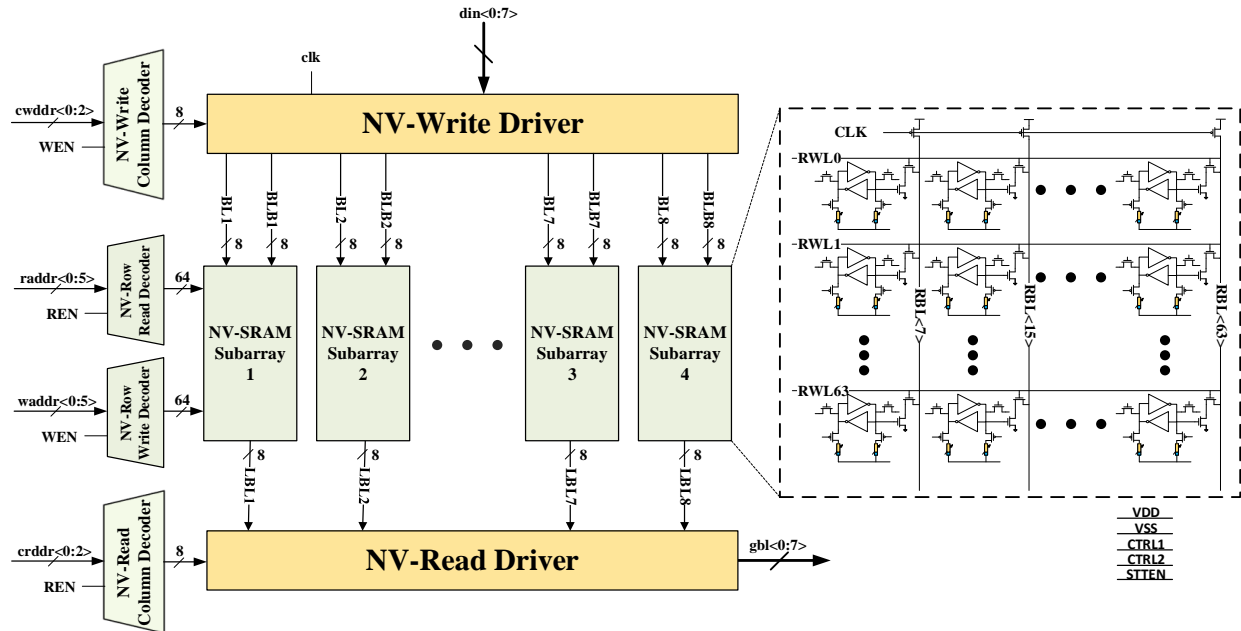 din<0:7>
clk
cwddr<0:2>
WEN
NV-Write
Column Decoder
8
NV-Write Driver
BL1
BLB1
BL2
BLB2
BL7
BLB7
BL8
BLB8
8
8
8
8
8
8
8
8
raddr<0:5>
REN
NV-Row
Read Decoder
64
waddr<0:5>
WEN
NV-Row
Write Decoder
64
NV-SRAM
Subarray
1
NV-SRAM
Subarray
2
NV-SRAM
Subarray
3
NV-SRAM
Subarray
4
8
8
8
8
LBL1
LBL2
LBL7
LBL8
crddr<0:2>
REN
NV-Read
Column Decoder
8
NV-Read Driver
gbl<0:7>
CLK
RWL0
RWL1
RBL<7>
RBL<15>
RBL<63>
RWL63
VDD
VSS
CTRL1
CTRL2
STTEN